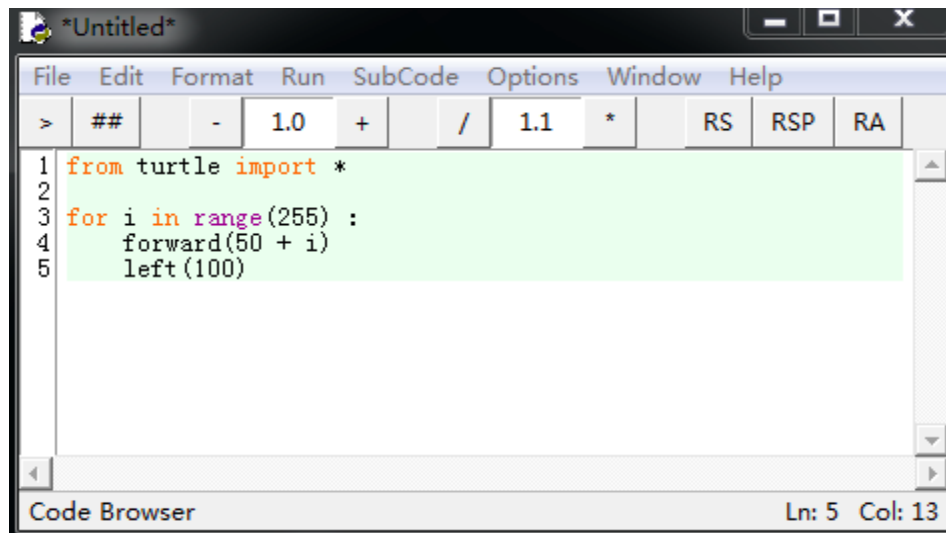 *Untitled*
File Edit Format Run SubCode Options Window Help
> ## - 1.0 + / 1.1 * RS RSP RA
1 from turtle import *
2
3 for i in range(255) :
4     forward(50 + i)
5     left(100)
Code Browser Ln: 5 Col: 13